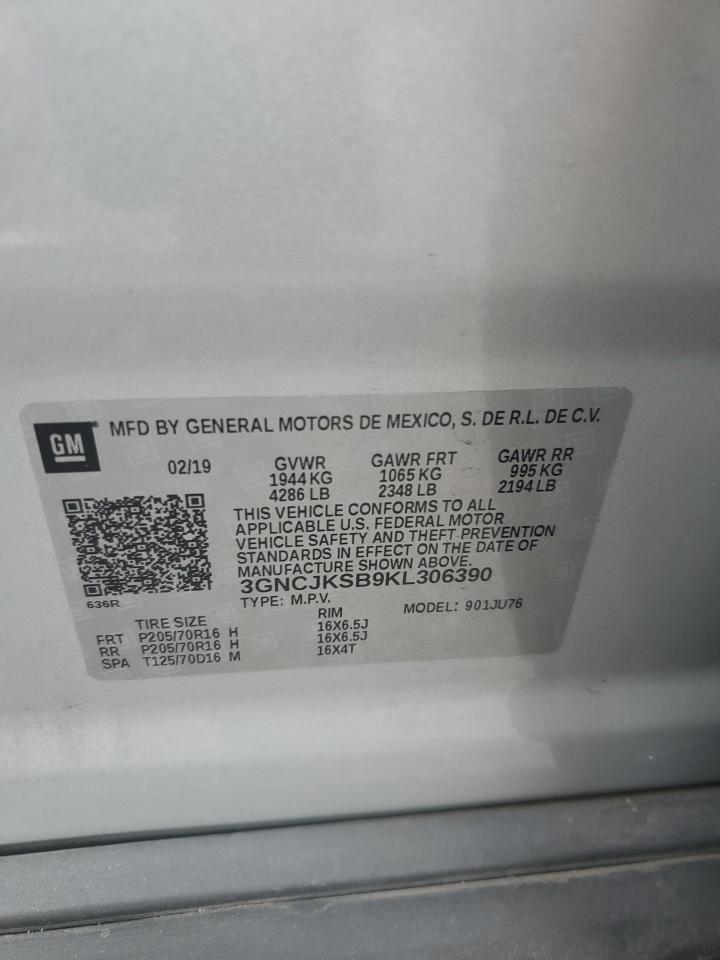 GM
MFD BY GENERAL MOTORS DE MEXICO, S. DE R.L. DE C.V.
02/19 GVWR GAWR FRT GAWR RR
1944 KG 1065 KG 995 KG
4286 LB 2348 LB 2194 LB
THIS VEHICLE CONFORMS TO ALL
APPLICABLE U.S. FEDERAL MOTOR
VEHICLE SAFETY AND THEFT PREVENTION
STANDARDS IN EFFECT ON THE DATE OF
MANUFACTURE SHOWN ABOVE.
3GNCJKSB9KL306390
636R
TYPE: M.P.V. MODEL: 901JU76
TIRE SIZE RIM
FRT P205/70R16 H 16X6.5J
RR P205/70R16 H 16X6.5J
SPA T125/70D16 M 16X4T